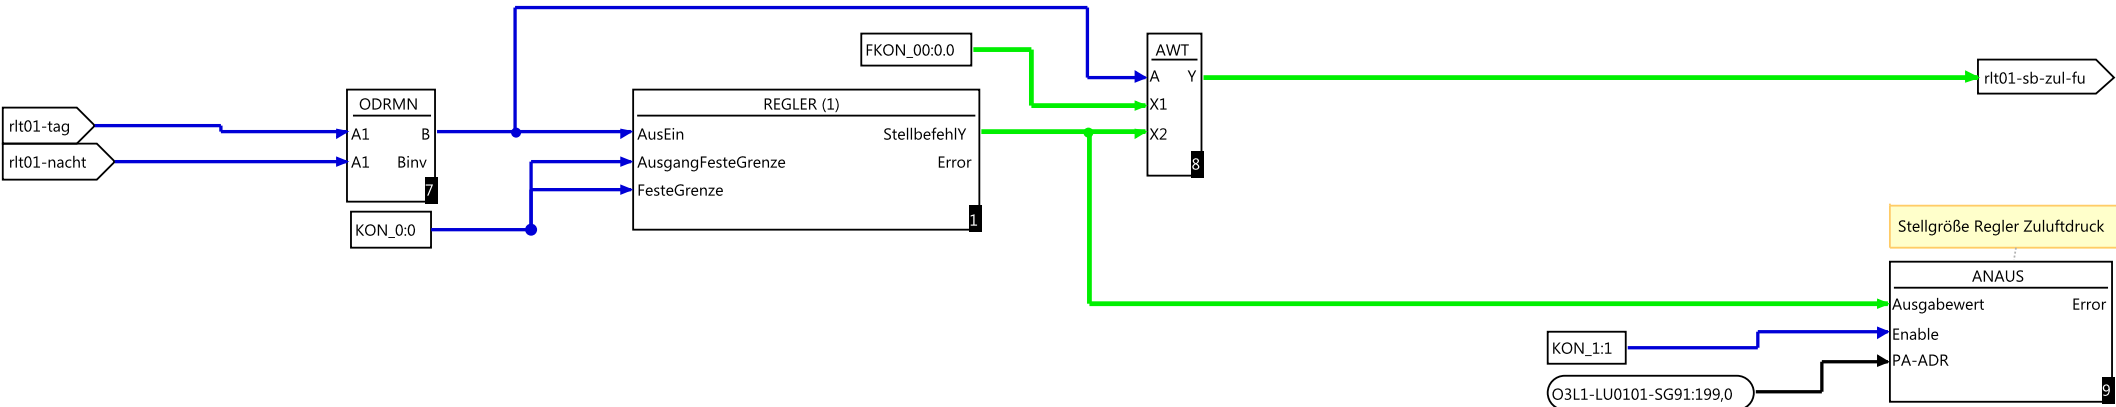 FKON_00:0.0
AWT
A Y
X1
X2
8
rlt01-sb-zul-fu
rlt01-tag
rlt01-nacht
ODRMN
A1 B
A1 Binv
7
KON_0:0
REGLER (1)
AusEin StellbefehlY
AusgangFesteGrenze Error
FesteGrenze
1
Stellgröße Regler Zuluftdruck
ANAUS
Ausgabewert Error
Enable
PA-ADR
9
KON_1:1
O3L1-LU0101-SG91:199,0